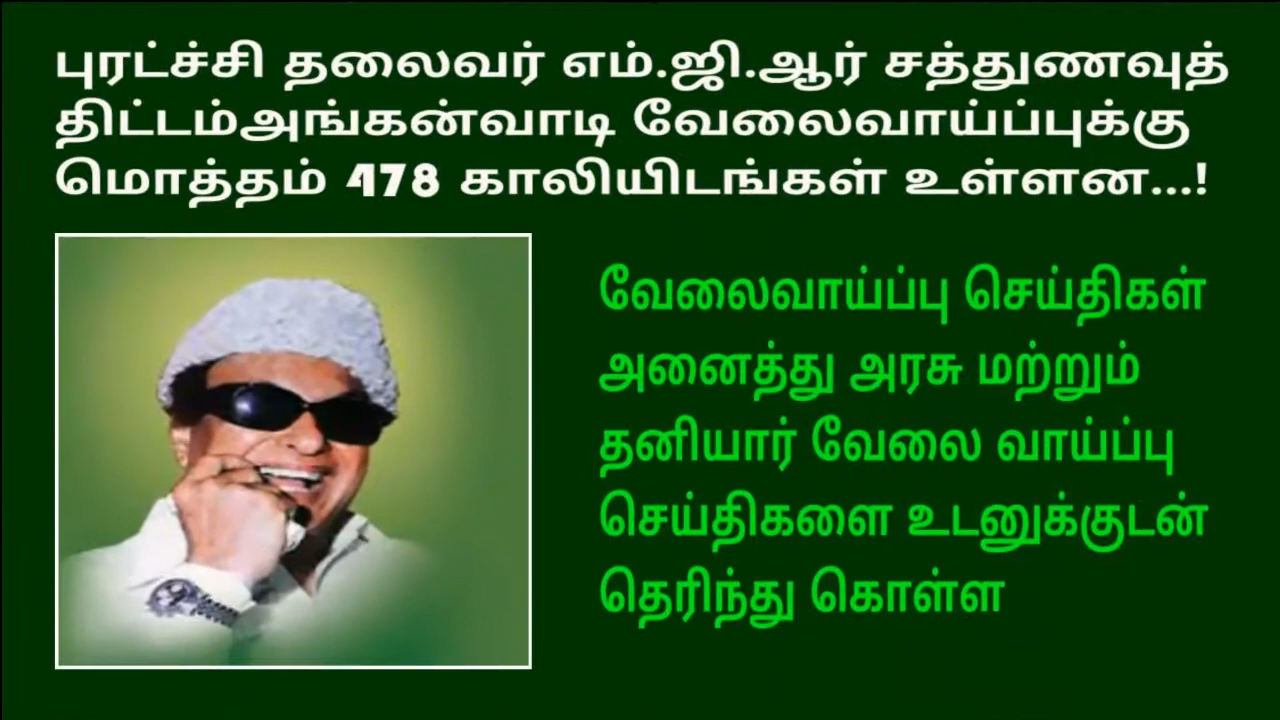 புரட்ச்சி தலைவர் எம்.ஜி.ஆர் சத்துணவுத்
திட்டம்அங்கன்வாடி வேலைவாய்ப்புக்கு
மொத்தம் 478 காலியிடங்கள் உள்ளன...!
வேலைவாய்ப்பு செய்திகள்
அனைத்து அரசு மற்றும்
தனியார் வேலை வாய்ப்பு
செய்திகளை உடனுக்குடன்
தெரிந்து கொள்ள